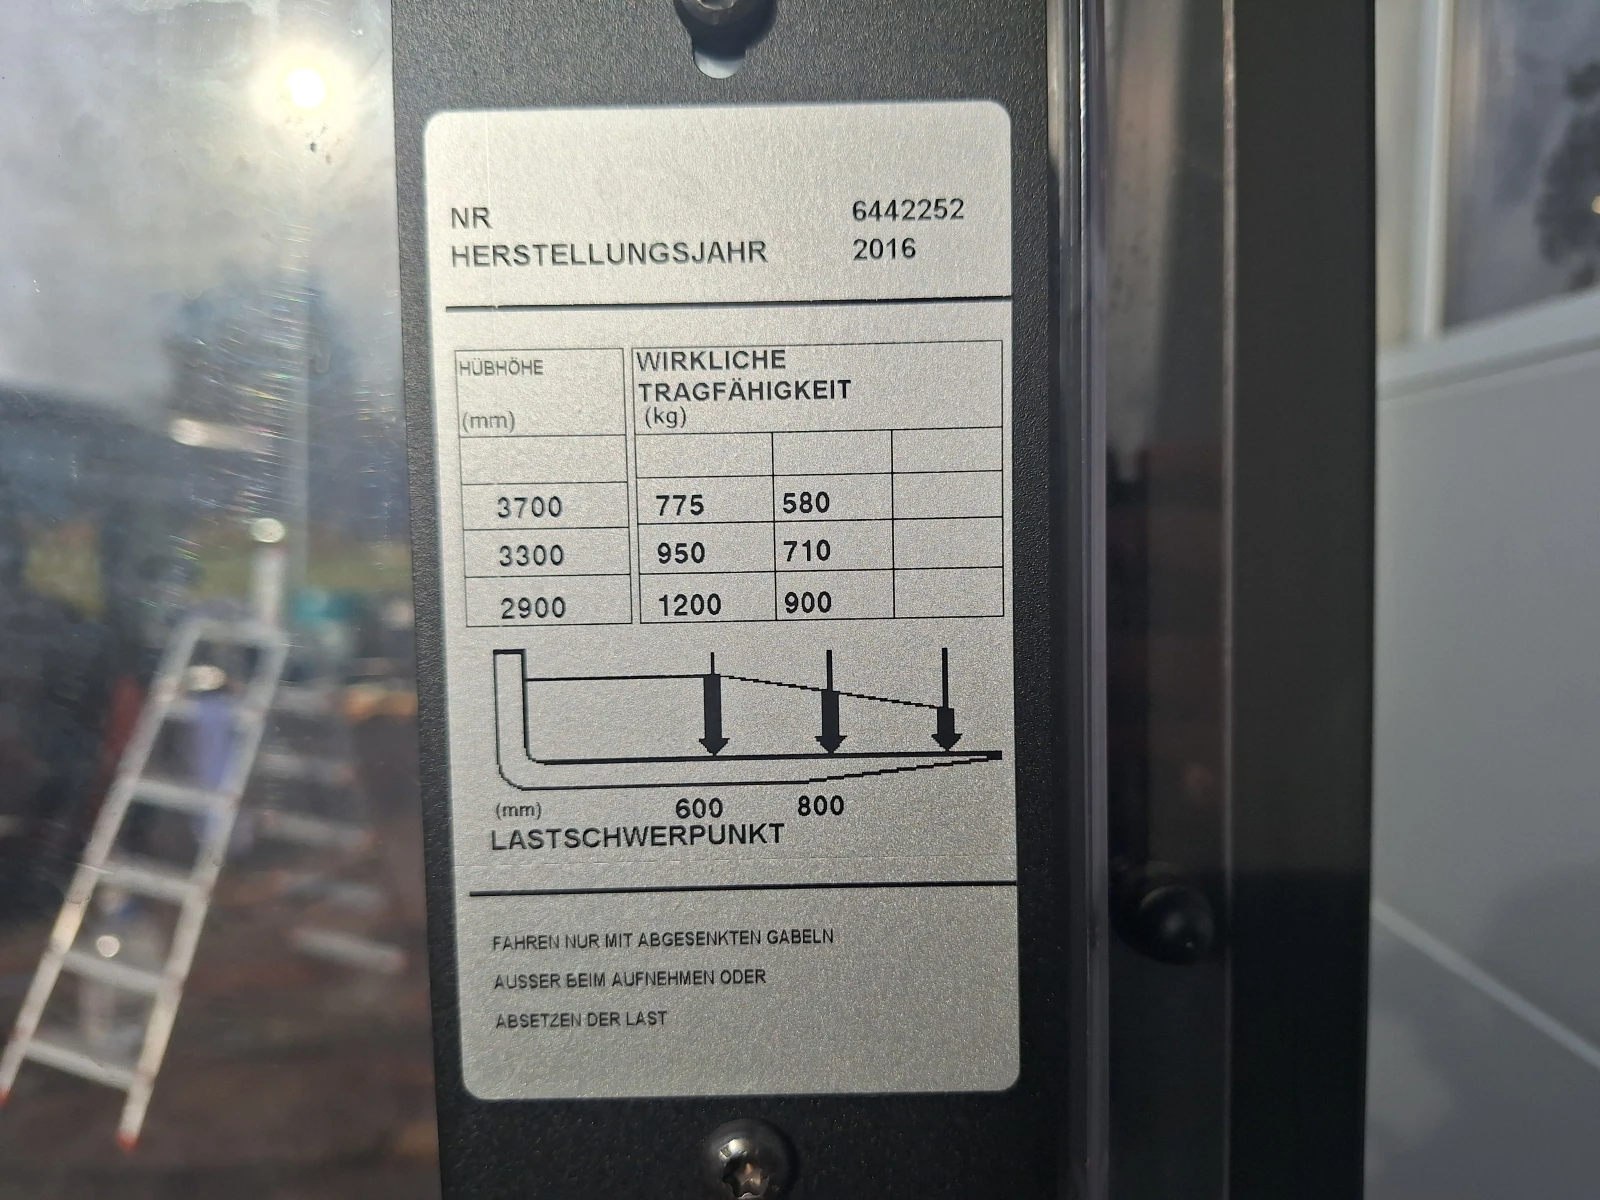 NR 6442252
HERSTELLUNGSJAHR 2016
HÜBHÖHE
(mm)
WIRKLICHE
TRAGFÄHIGKEIT
(kg)
3700 775 580
3300 950 710
2900 1200 900
(mm) 600 800
LASTSCHWERPUNKT
FAHREN NUR MIT ABGESENKTEN GABELN
AUSSER BEIM AUFNEHMEN ODER
ABSETZEN DER LAST